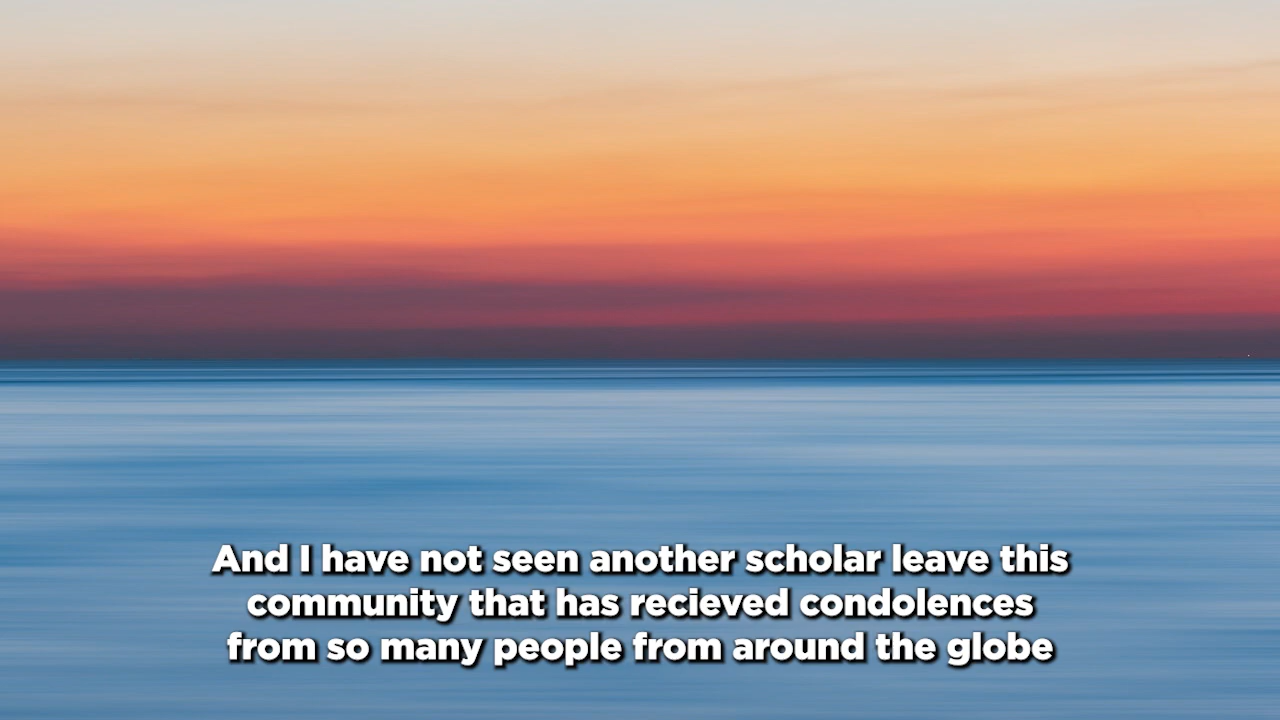 And I have not seen another scholar leave this
community that has recieved condolences
from so many people from around the globe